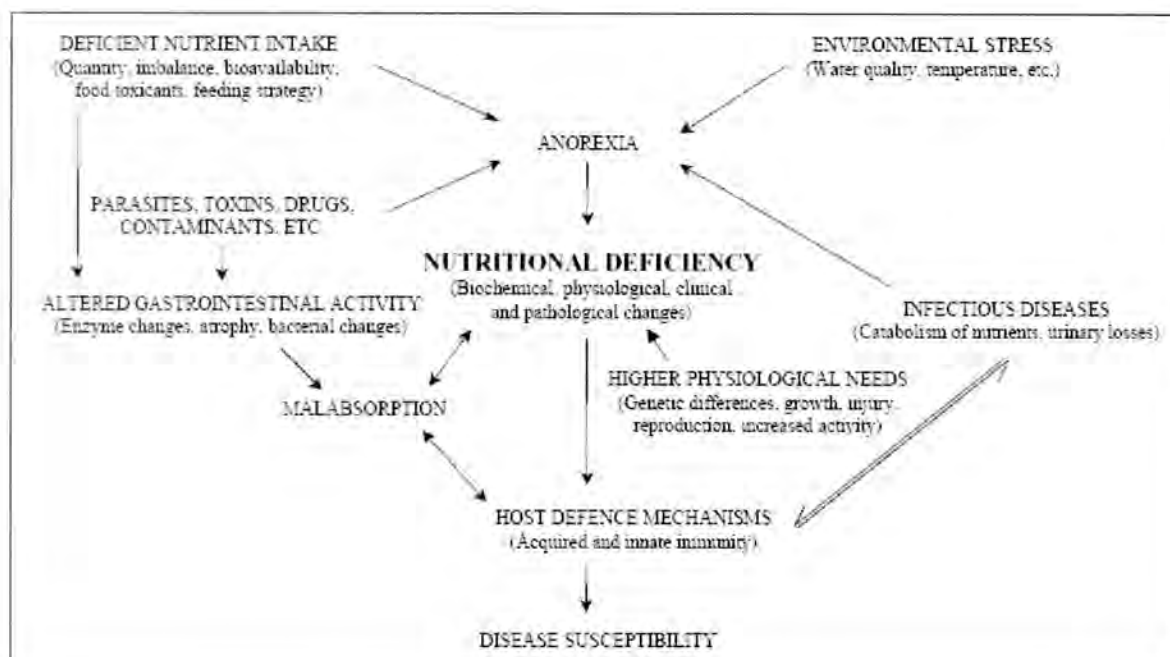 DEFICIENT NUTRIENT INTAKE
(Quantity, imbalance, bioavailability,
food toxicants, feeding strategy)
ENVIRONMENTAL STRESS
(Water quality, temperature, etc.)
ANOREXIA
PARASITES, TOXINS, DRUGS,
CONTAMINANTS, ETC
NUTRITIONAL DEFICIENCY
(Biochemical, physiological, clinical
and pathological changes)
ALTERED GASTROINTESTINAL ACTIVITY
(Enzyme changes, atrophy, bacterial changes)
INFECTIOUS DISEASES
(Catabolism of nutrients, urinary losses)
HIGHER PHYSIOLOGICAL NEEDS
(Genetic differences, growth, injury,
reproduction, increased activity)
MALABSORPTION
HOST DEFENCE MECHANISMS
(Acquired and innate immunity)
DISEASE SUSCEPTIBILITY